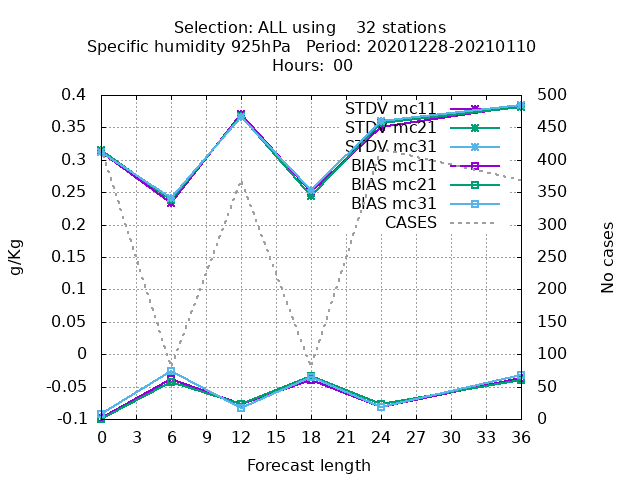 Selection: ALL using    32 stations
Specific humidity 925hPa   Period: 20201228-20210110
Hours:  00
0.4
0.35
0.3
0.25
0.2
0.15
0.1
0.05
0
-0.05
-0.1
g/Kg
STDV mc11
STDV mc21
STDV mc31
BIAS mc11
BIAS mc21
BIAS mc31
CASES
500
450
400
350
300
250
200
150
100
50
0
No cases
0 3 6 9 12 15 18 21 24 27 30 33 36
Forecast length